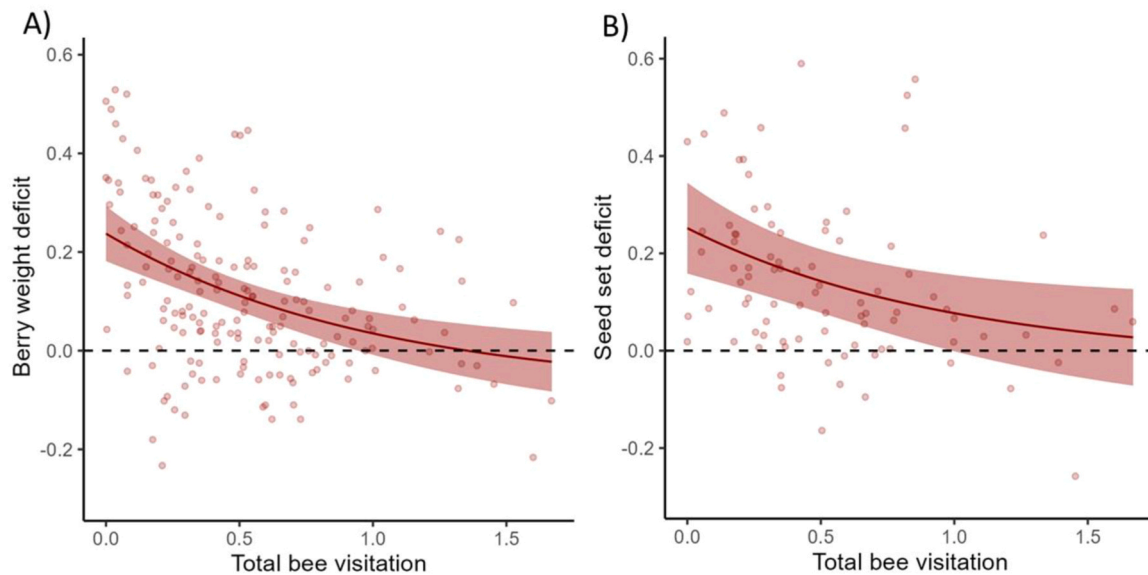 A)
Berry weight deficit
0.6
0.4
0.2
0.0
-0.2
0.0 0.5 1.0 1.5
Total bee visitation
B)
Seed set deficit
0.6
0.4
0.2
0.0
-0.2
0.0 0.5 1.0 1.5
Total bee visitation